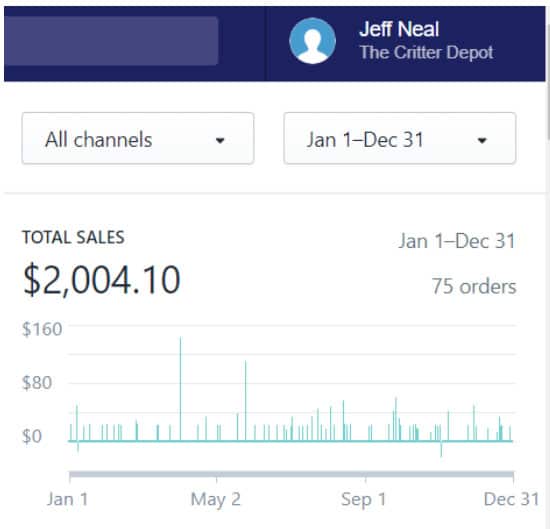 Jeff Neal
The Critter Depot
All channels
Jan 1–Dec 31
TOTAL SALES
Jan 1–Dec 31
$2,004.10
75 orders
$160
$80
$0
Jan 1
May 2
Sep 1
Dec 31